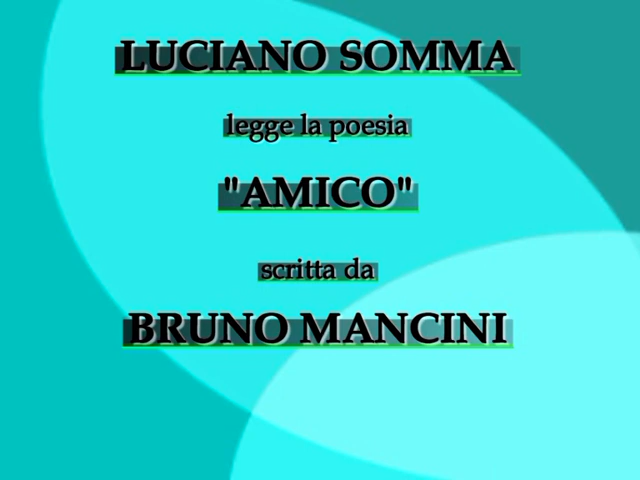 LUCIANO SOMMA
legge la poesia
"AMICO"
scritta da
BRUNO MANCINI